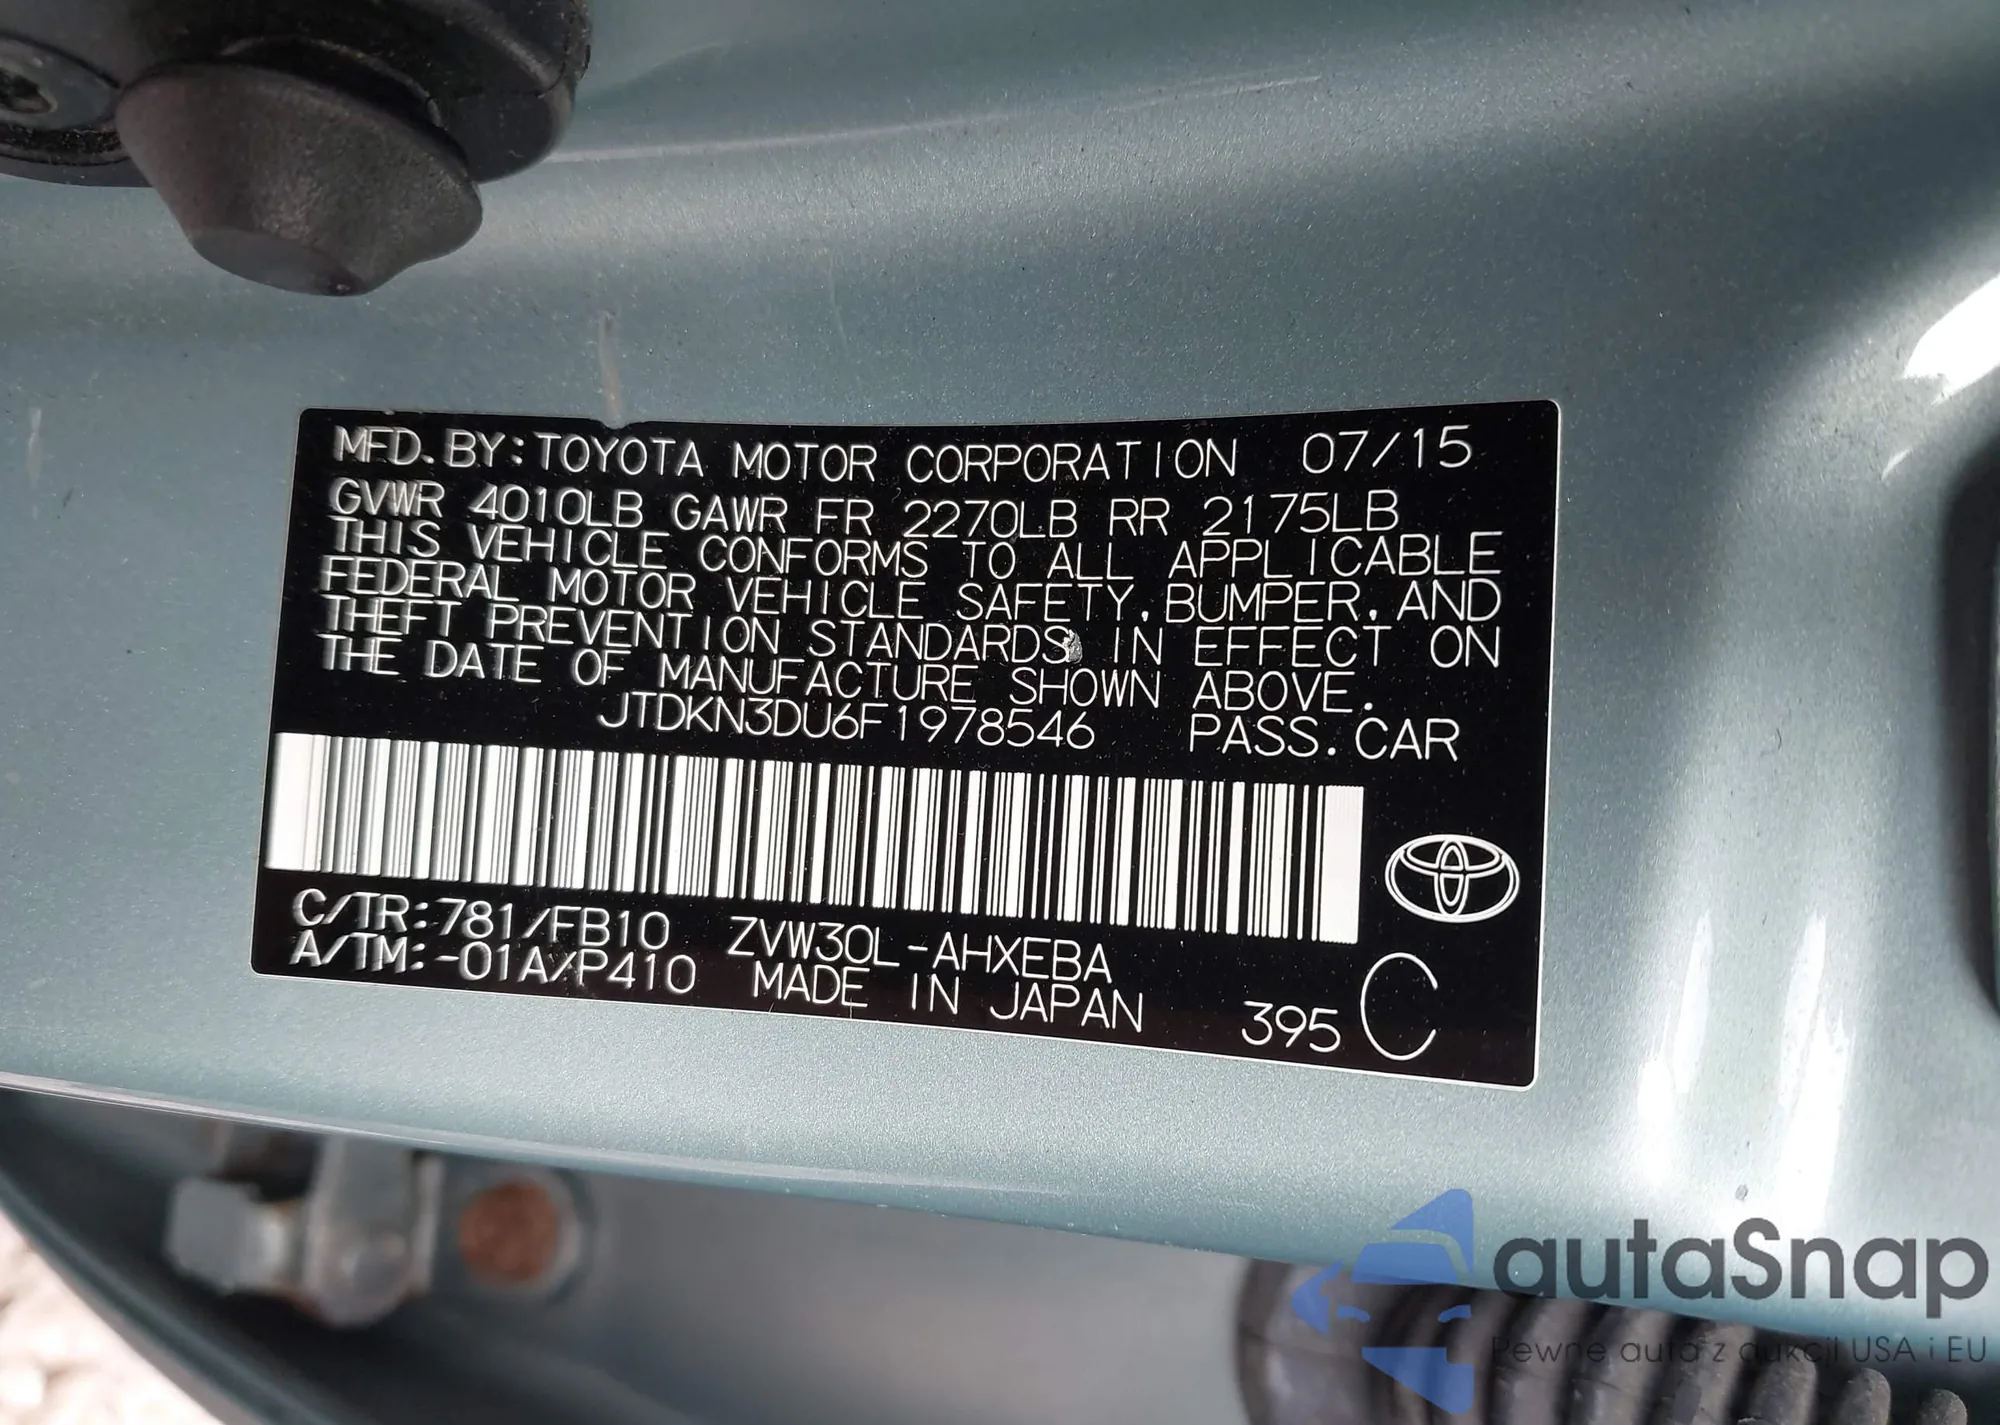 MFD. BY: TOYOTA MOTOR CORPORATION 07/15
GVWR 4010LB GAWR FR 2270LB RR 2175LB
THIS VEHICLE CONFORMS TO ALL APPLICABLE
FEDERAL MOTOR VEHICLE SAFETY, BUMPER, AND
THEFT PREVENTION STANDARDS IN EFFECT ON
THE DATE OF MANUFACTURE SHOWN ABOVE.
JTDKN3DU6F1978546 PASS. CAR
C/TR:781/FB10 ZVW30L-AHXEBA
A/TM:-01A/P410 MADE IN JAPAN 395 C
autaSnap
Pewne auta z aukcji USA i EU